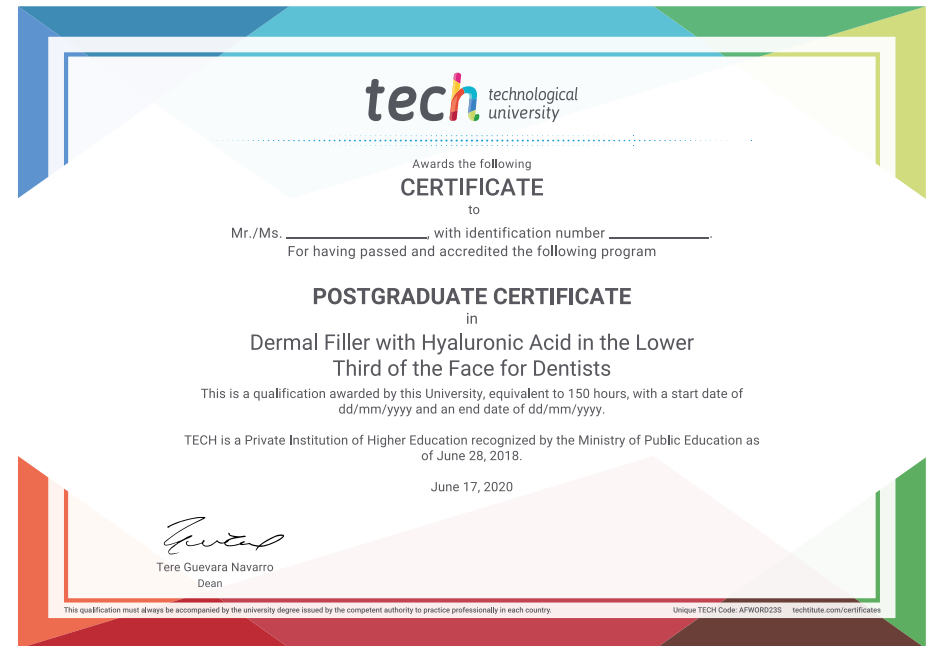 tech technological
university
Awards the following
CERTIFICATE
to
Mr./Ms. ____________________, with identification number ______________.
For having passed and accredited the following program
POSTGRADUATE CERTIFICATE
in
Dermal Filler with Hyaluronic Acid in the Lower
Third of the Face for Dentists
This is a qualification awarded by this University, equivalent to 150 hours, with a start date of
dd/mm/yyyy and an end date of dd/mm/yyyy.
TECH is a Private Institution of Higher Education recognized by the Ministry of Public Education as
of June 28, 2018.
June 17, 2020
Tere Guevara Navarro
Dean
This qualification must always be accompanied by the university degree issued by the competent authority to practice professionally in each country.
Unique TECH Code: AFWORD23S techtitute.com/certificates